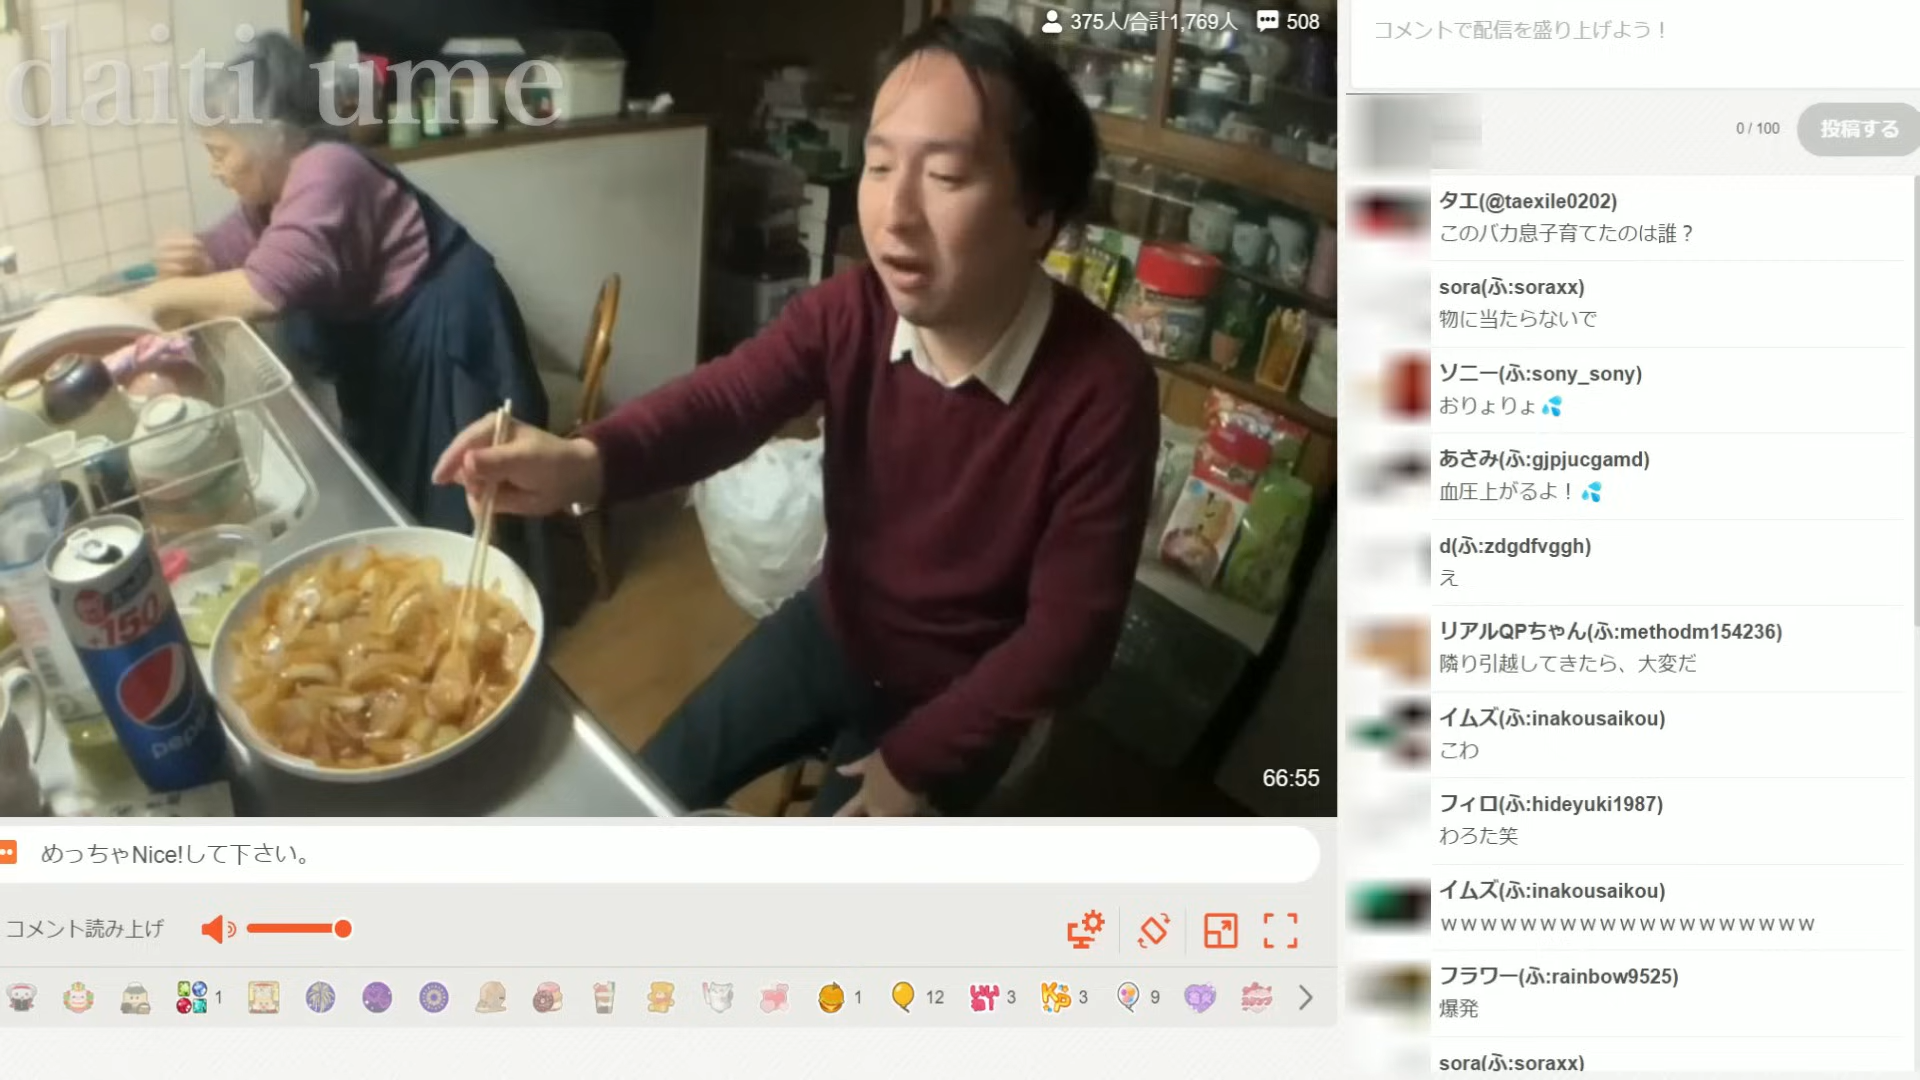 daiti ume
375人/合計1,769人 508
+150
pepsi
66:55
めっちゃNice!して下さい。
コメント読み上げ
1
1
12
3
3
9
コメントで配信を盛り上げよう！
0 / 100
投稿する
タエ(@taexile0202)
このバカ息子育てたのは誰？
sora(ふ:soraxx)
物に当たらないで
ソニー(ふ:sony_sony)
おりょりょ💦
あさみ(ふ:gjpjucgamd)
血圧上がるよ！💦
d(ふ:zdgdfvggh)
え
リアルQPちゃん(ふ:methodm154236)
隣り引越してきたら、大変だ
イムズ(ふ:inakousaikou)
こわ
フィロ(ふ:hideyuki1987)
わろた笑
イムズ(ふ:inakousaikou)
ｗｗｗｗｗｗｗｗｗｗｗｗｗｗｗｗｗｗｗ
フラワー(ふ:rainbow9525)
爆発
sora(ふ:soraxx)